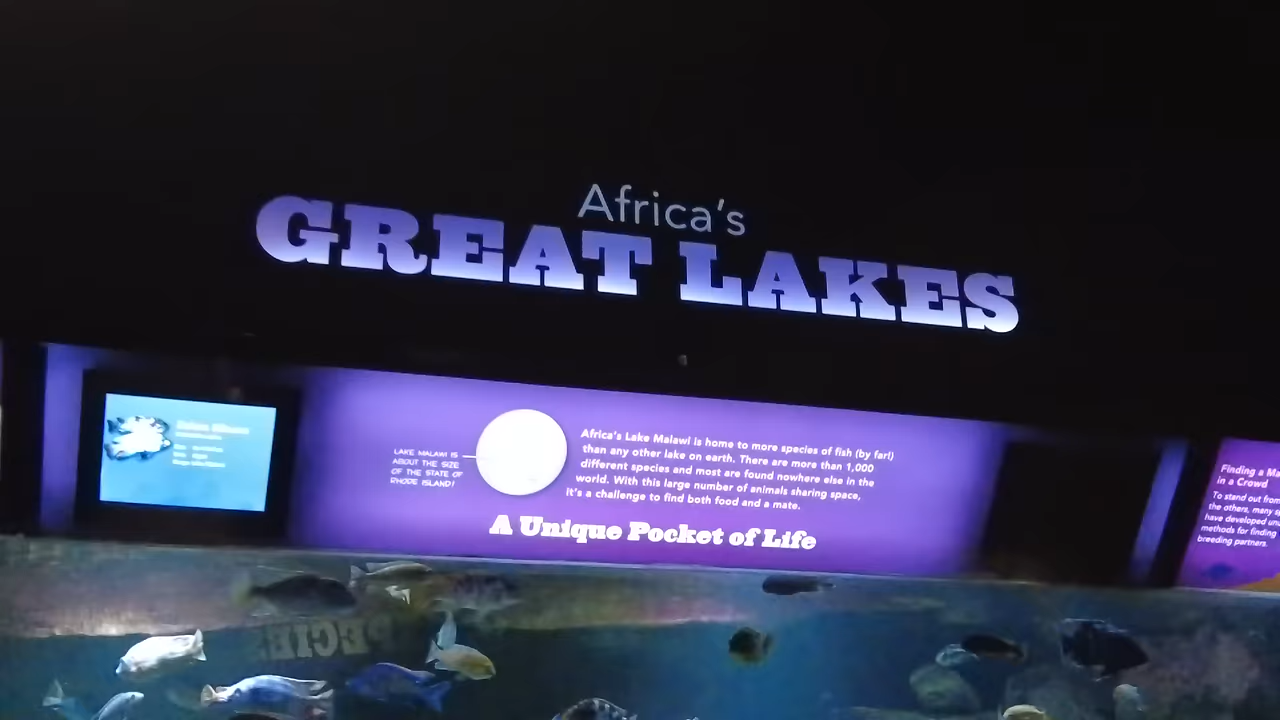 Africa's
GREAT LAKES
LAKE MALAWI IS
ABOUT THE SIZE
OF THE STATE OF
RHODE ISLAND!
Africa's Lake Malawi is home to more species of fish (by far!)
than any other lake on earth. There are more than 1,000
different species and most are found nowhere else in the
world. With this large number of animals sharing space,
it's a challenge to find both food and a mate.
A Unique Pocket of Life
Finding a
in a Crowd
To stand out from
the others, many
have developed
methods for finding
breeding partners.